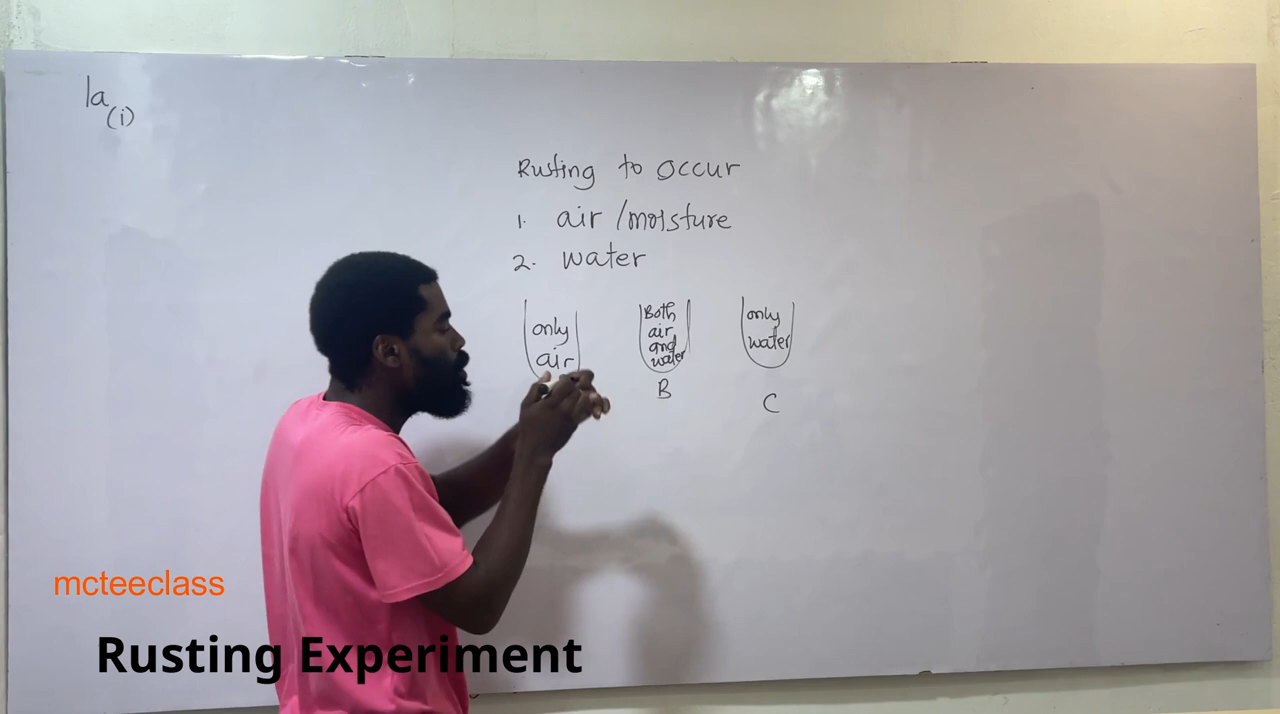 1a
(i)
Rusting to occur
1. air /moisture
2. water
only
air
Both
air
and
water
B
only
water
C
mcteeclass
Rusting Experiment